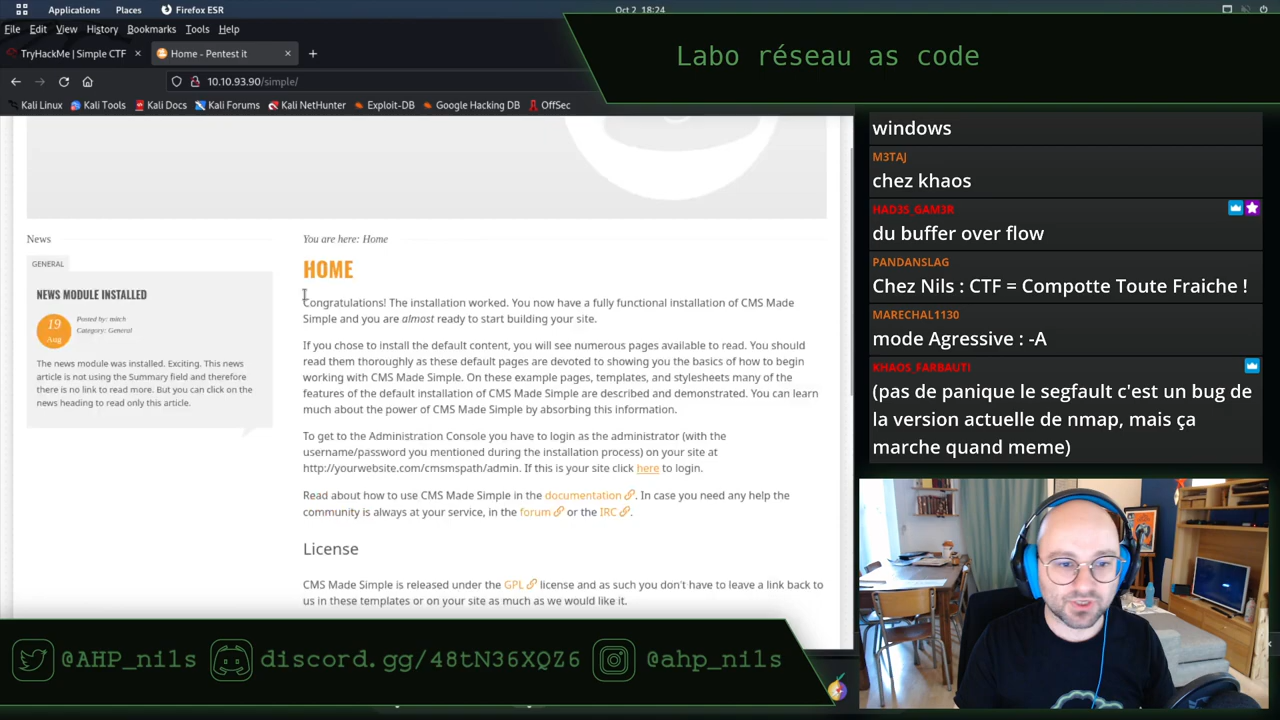 Applications Places Firefox ESR Oct 2 18:24
File Edit View History Bookmarks Tools Help
TryHackMe | Simple CTF × Home - Pentest it × +
10.10.93.90/simple/
Kali Linux Kali Tools Kali Docs Kali Forums Kali NetHunter Exploit-DB Google Hacking DB OffSec
Labo réseau as code
News
GENERAL
NEWS MODULE INSTALLED
19
Aug
Posted by: mitch
Category: General
The news module was installed. Exciting. This news
article is not using the Summary field and therefore
there is no link to read more. But you can click on the
news heading to read only this article.
You are here: Home
HOME
Congratulations! The installation worked. You now have a fully functional installation of CMS Made
Simple and you are almost ready to start building your site.
If you chose to install the default content, you will see numerous pages available to read. You should
read them thoroughly as these default pages are devoted to showing you the basics of how to begin
working with CMS Made Simple. On these example pages, templates, and stylesheets many of the
features of the default installation of CMS Made Simple are described and demonstrated. You can learn
much about the power of CMS Made Simple by absorbing this information.
To get to the Administration Console you have to login as the administrator (with the
username/password you mentioned during the installation process) on your site at
http://yourwebsite.com/cmsmspath/admin. If this is your site click here to login.
Read about how to use CMS Made Simple in the documentation. In case you need any help the
community is always at your service, in the forum or the IRC.
License
CMS Made Simple is released under the GPL license and as such you don't have to leave a link back to
us in these templates or on your site as much as we would like it.
windows
M3TAJ
chez khaos
HAD3S_GAM3R
du buffer over flow
PANDANSLAG
Chez Nils : CTF = Compotte Toute Fraiche !
MARECHAL1130
mode Agressive : -A
KHAOS_FARBAUTI
(pas de panique le segfault c'est un bug de
la version actuelle de nmap, mais ça
marche quand meme)
@AHP_nils discord.gg/48tN36XQZ6 @ahp_nils